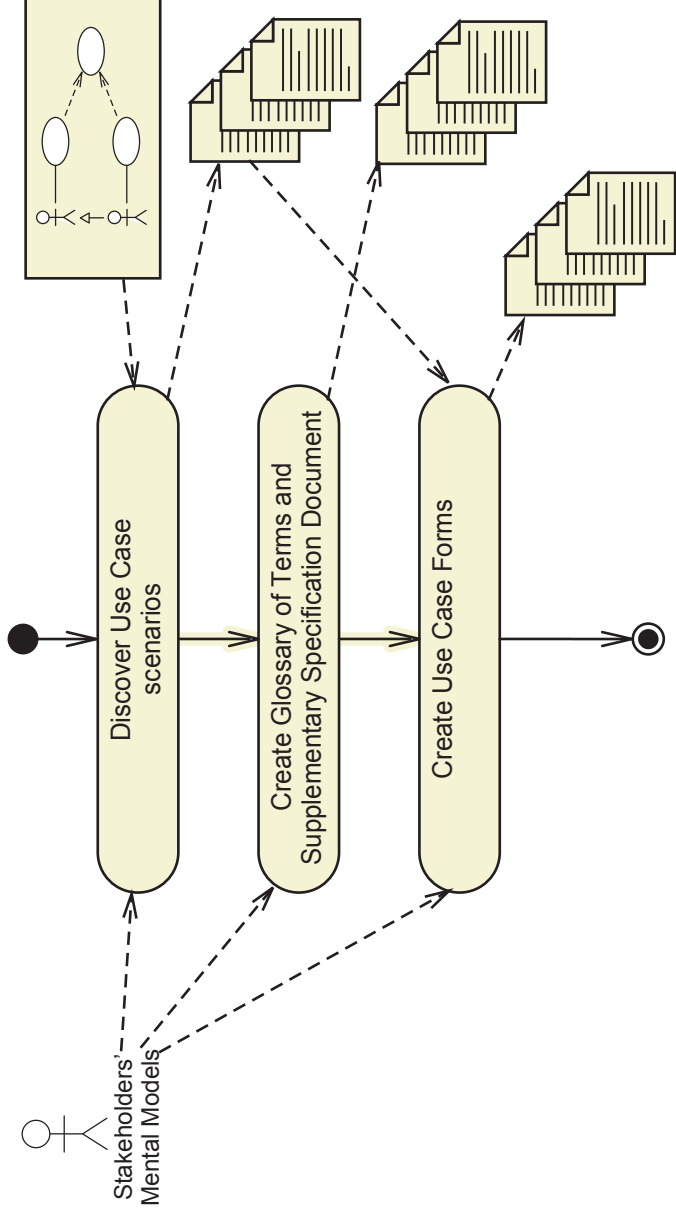 Stakeholders'
Mental Models
Discover Use Case
scenarios
Create Glossary of Terms and
Supplementary Specification Document
Create Use Case Forms